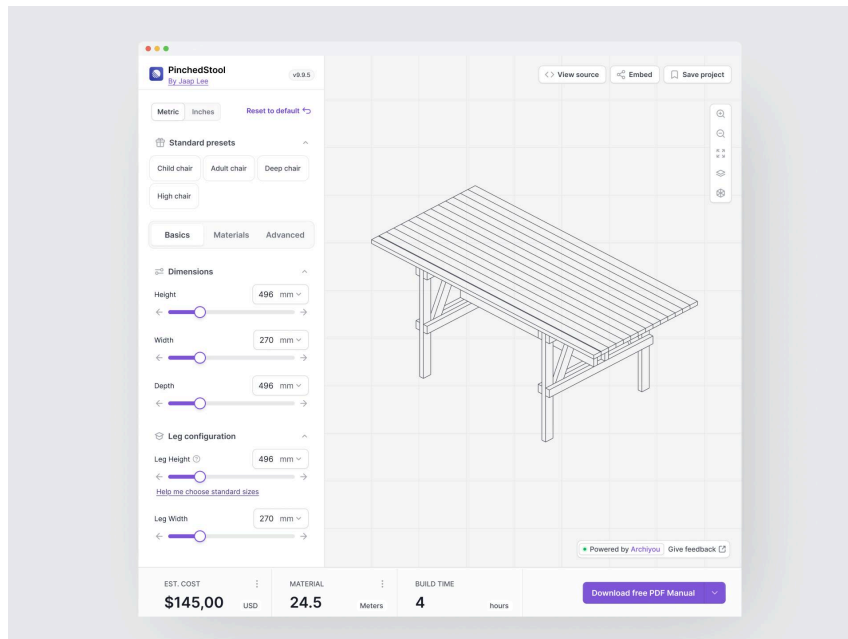 PinchedStool
By Jaap Lee
v9.9.5
View source
Embed
Save project
Metric
Inches
Reset to default
Standard presets
Child chair
Adult chair
Deep chair
High chair
Basics
Materials
Advanced
Dimensions
Height
496 mm
Width
270 mm
Depth
496 mm
Leg configuration
Leg Height
496 mm
Help me choose standard sizes
Leg Width
270 mm
Powered by Archiyou
Give feedback
EST. COST
$145,00 USD
MATERIAL
24.5 Meters
BUILD TIME
4 hours
Download free PDF Manual